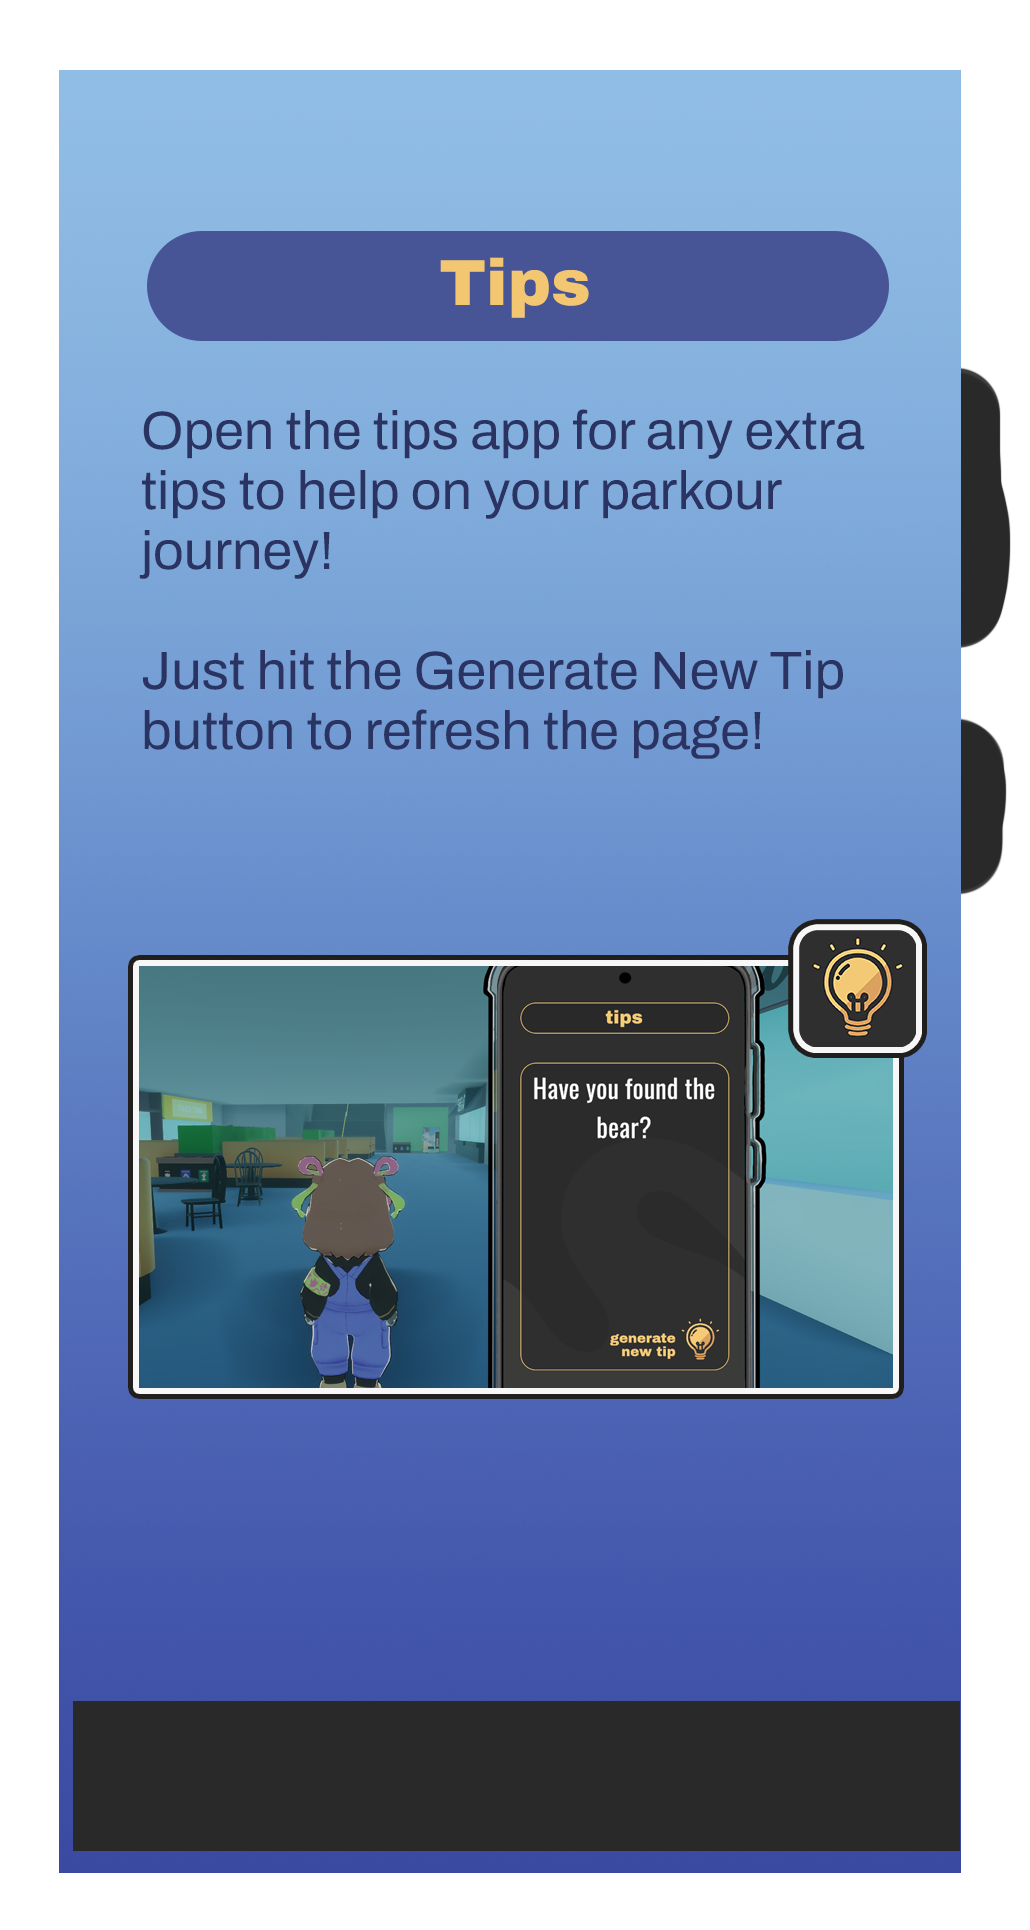 Tips
Open the tips app for any extra
tips to help on your parkour
journey!
Just hit the Generate New Tip
button to refresh the page!
tips
Have you found the
bear?
generate
new tip